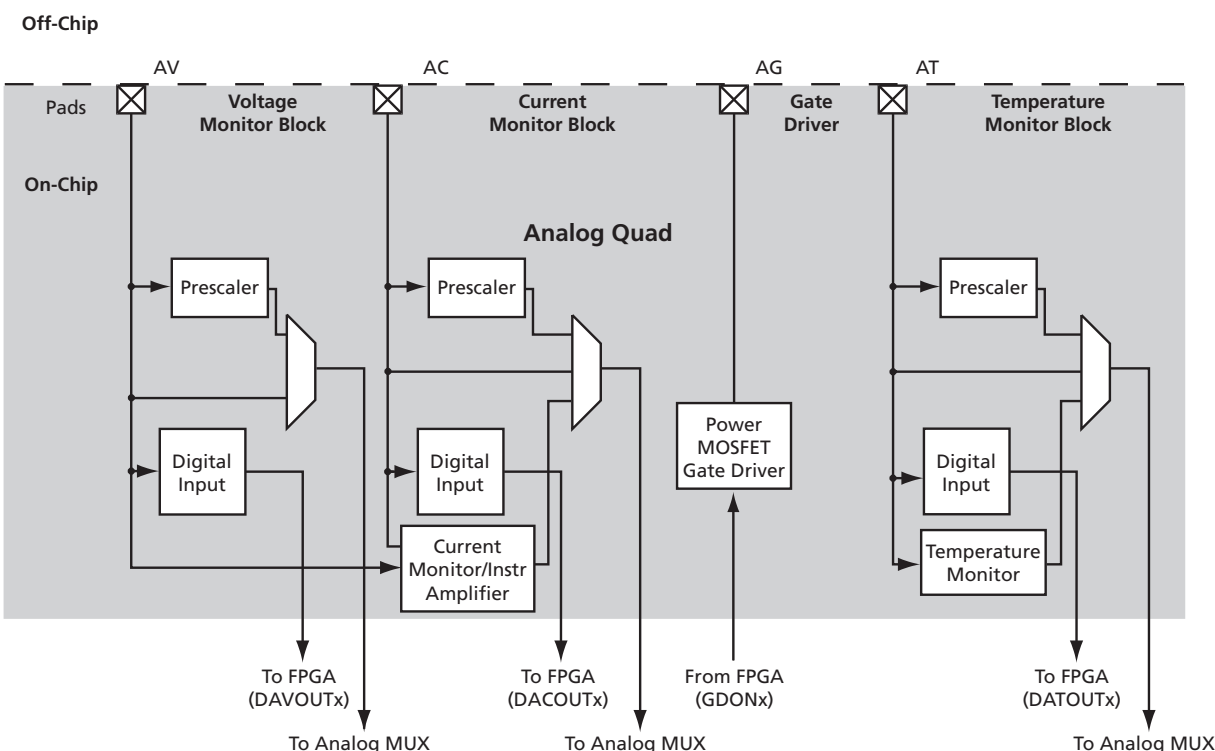 Off-Chip
AV
AC
AG
AT
Pads
Voltage
Monitor Block
Current
Monitor Block
Gate
Driver
Temperature
Monitor Block
On-Chip
Analog Quad
Prescaler
Prescaler
Prescaler
Power
MOSFET
Gate Driver
Digital
Input
Digital
Input
Digital
Input
Current
Monitor/Instr
Amplifier
Temperature
Monitor
To FPGA
(DAVOUTx)
To FPGA
(DACOUTx)
From FPGA
(GDONx)
To FPGA
(DATOUTx)
To Analog MUX
To Analog MUX
To Analog MUX